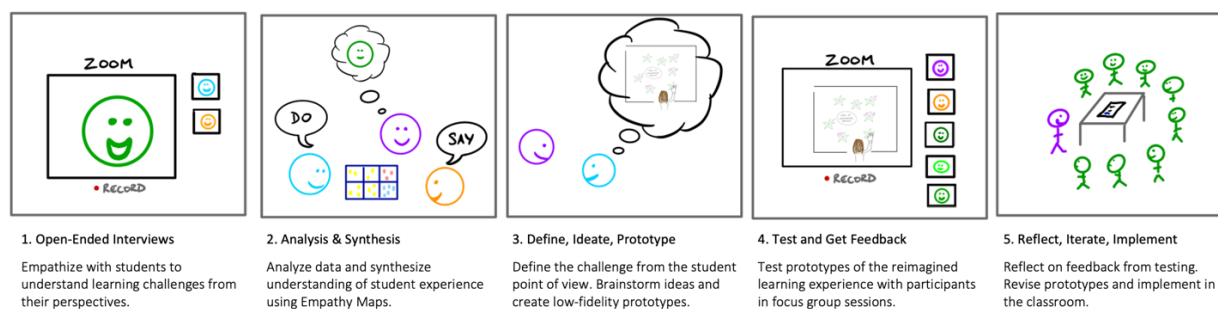 ZOOM
• RECORD
1. Open-Ended Interviews
Empathize with students to
understand learning challenges from
their perspectives.
DO
SAY
2. Analysis & Synthesis
Analyze data and synthesize
understanding of student experience
using Empathy Maps.
3. Define, Ideate, Prototype
Define the challenge from the student
point of view. Brainstorm ideas and
create low-fidelity prototypes.
ZOOM
• RECORD
4. Test and Get Feedback
Test prototypes of the reimagined
learning experience with participants
in focus group sessions.
5. Reflect, Iterate, Implement
Reflect on feedback from testing.
Revise prototypes and implement in
the classroom.